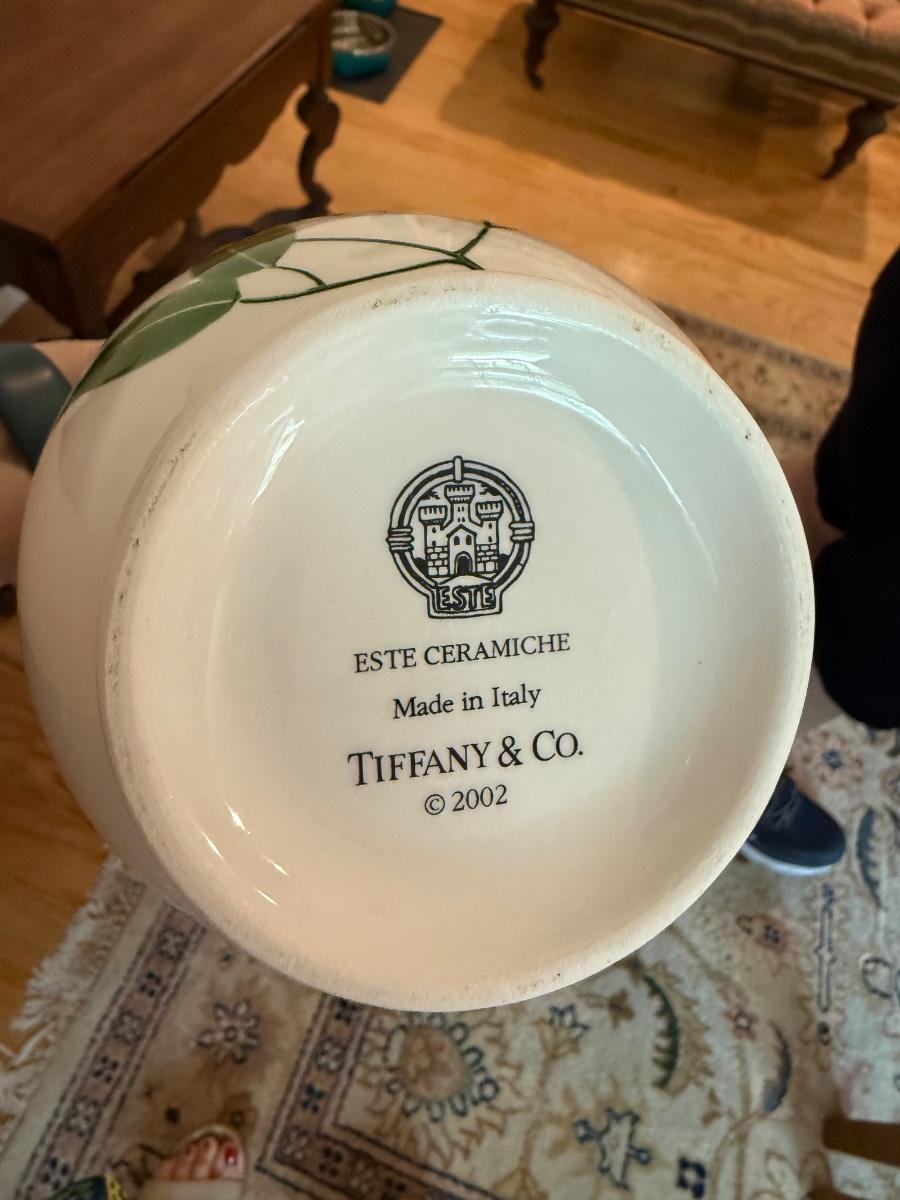 ESTE
ESTE CERAMICHE
Made in Italy
TIFFANY & CO.
© 2002